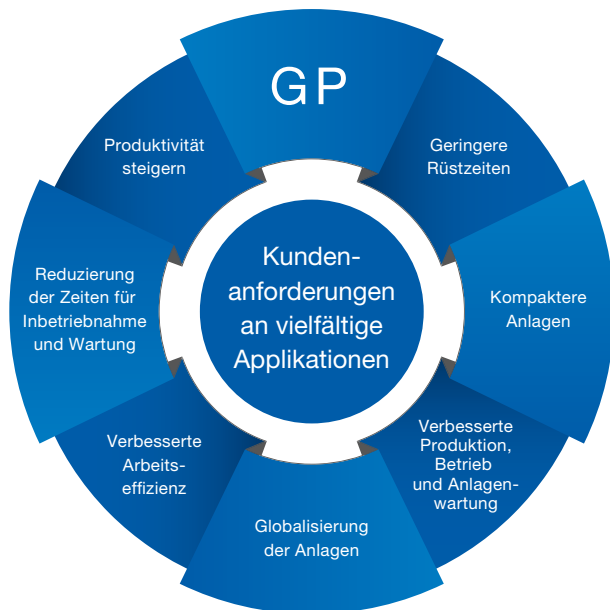 GP
Geringere
Rüstzeiten
Kompaktere
Anlagen
Verbesserte
Produktion,
Betrieb
und Anlagen-
wartung
Globalisierung
der Anlagen
Verbesserte
Arbeits-
effizienz
Reduzierung
der Zeiten für
Inbetriebnahme
und Wartung
Produktivität
steigern
Kunden-
anforderungen
an vielfältige
Applikationen